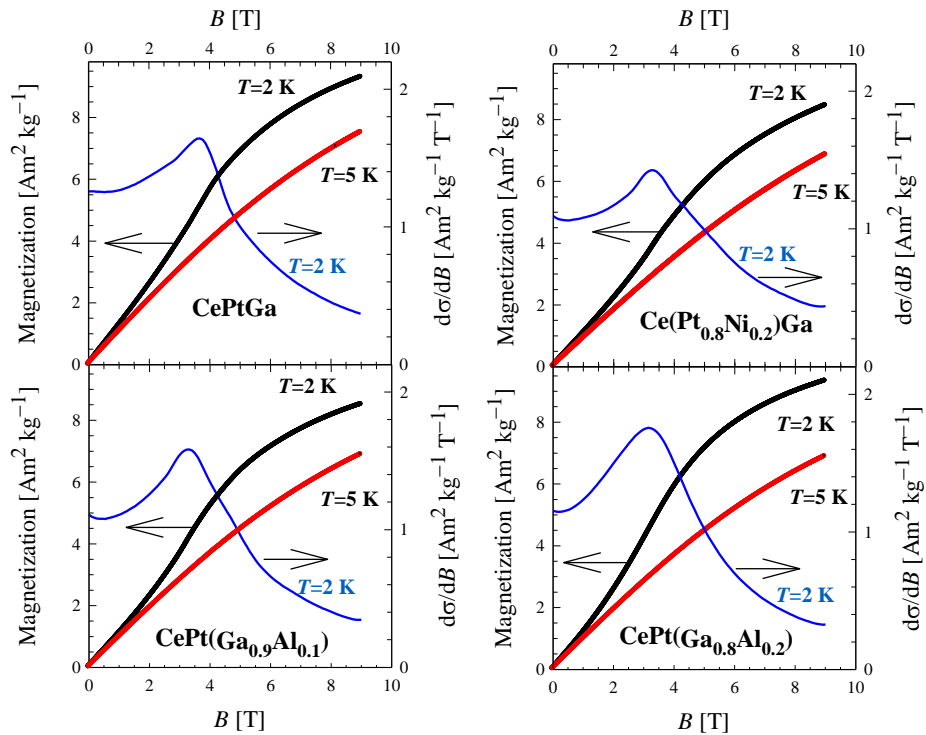 B [T]
B [T]
0 2 4 6 8 10
0 2 4 6 8 10
Magnetization [Am² kg⁻¹]
0
2
4
6
8
T=2 K
T=5 K
T=2 K
CePtGa
0
1
2
dσ/dB [Am² kg⁻¹ T⁻¹]
Magnetization [Am² kg⁻¹]
0
2
4
6
8
T=2 K
T=5 K
T=2 K
Ce(Pt₀.₈Ni₀.₂)Ga
0
1
2
dσ/dB [Am² kg⁻¹ T⁻¹]
Magnetization [Am² kg⁻¹]
0
2
4
6
8
T=2 K
T=5 K
T=2 K
CePt(Ga₀.₉Al₀.₁)
0
1
2
dσ/dB [Am² kg⁻¹ T⁻¹]
Magnetization [Am² kg⁻¹]
0
2
4
6
8
T=2 K
T=5 K
T=2 K
CePt(Ga₀.₈Al₀.₂)
0
1
2
dσ/dB [Am² kg⁻¹ T⁻¹]
0 2 4 6 8 10
0 2 4 6 8 10
B [T]
B [T]